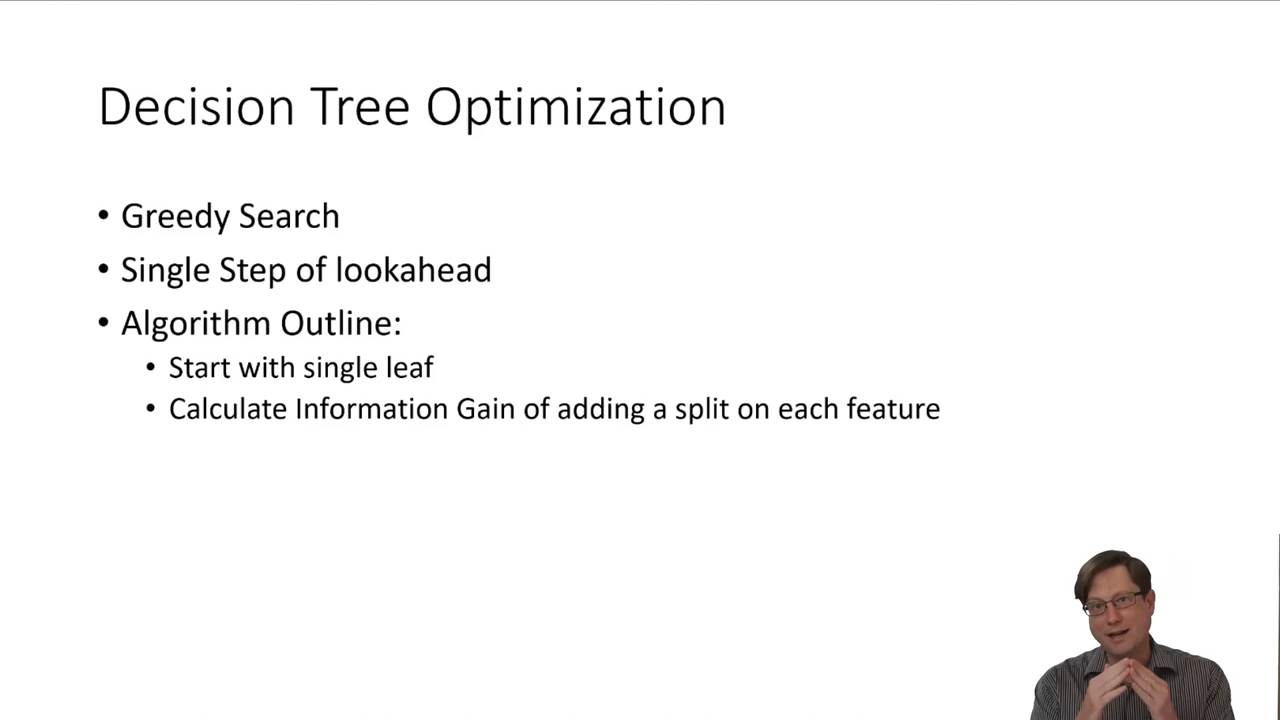 Decision Tree Optimization
• Greedy Search
• Single Step of lookahead
• Algorithm Outline:
• Start with single leaf
• Calculate Information Gain of adding a split on each feature